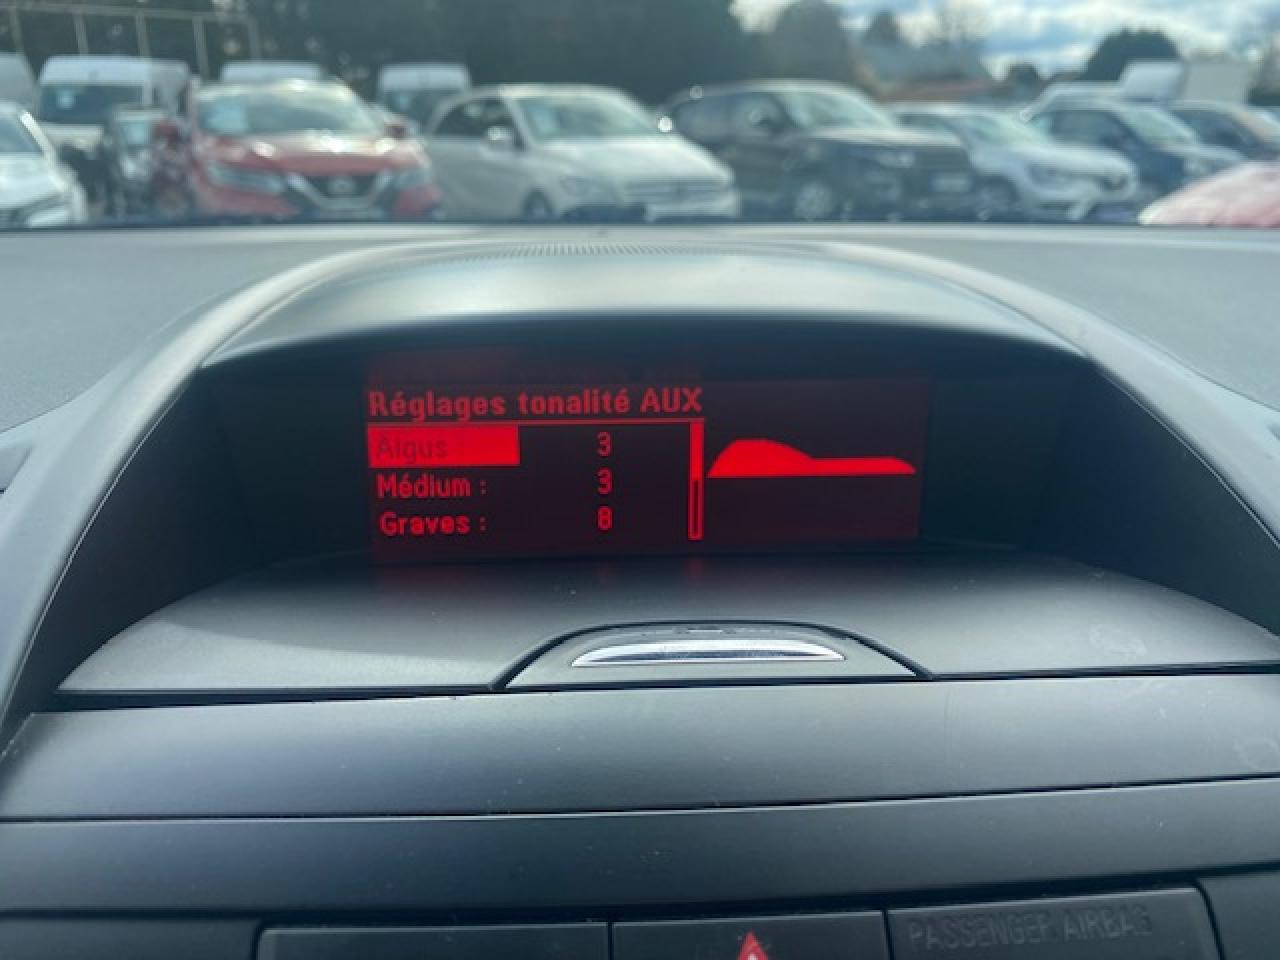 Réglages tonalité AUX
Aigus : 3
Médium : 3
Graves : 8
PASSENGER AIRBAG